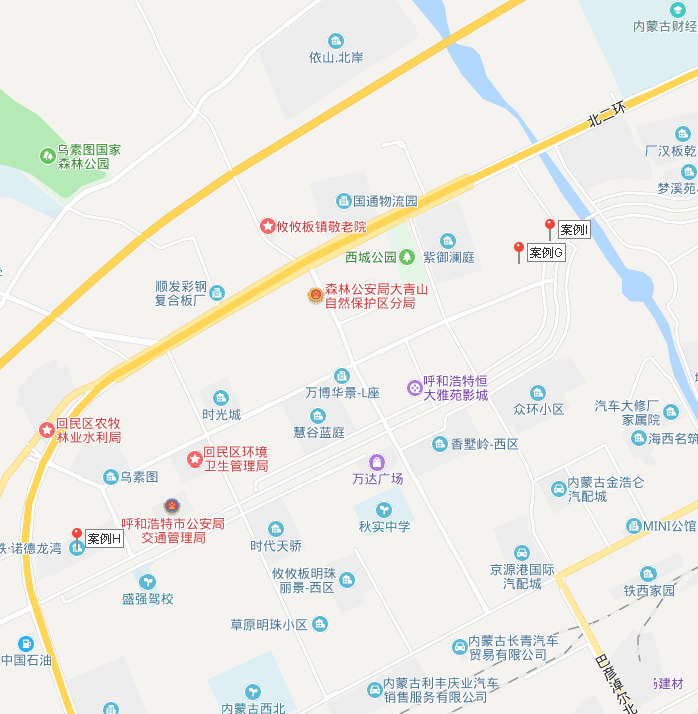 内蒙古财经
依山.北岸
北二环
厂汉板乾
乌素图国家
森林公园
梦溪苑
国通物流园
攸攸板镇敬老院
案例I
紫御澜庭
案例G
西城公园
森林公安局大青山
自然保护区分局
顺发彩钢
复合板厂
万博华景-L座
呼和浩特恒
大雅苑影城
时光城
众环小区
汽车大修厂
家属院
慧谷蓝庭
回民区农牧
林业水利局
香墅岭-西区
海西名筑
回民区环境
卫生管理局
乌素图
万达广场
内蒙古金浩仑
汽配城
呼和浩特市公安局
交通管理局
秋实中学
MINI公馆
案例H
铁·诺德龙湾
时代天骄
京源港国际
汽配城
攸攸板明珠
丽景-西区
铁西家园
盛强驾校
草原明珠小区
内蒙古长青汽车
贸易有限公司
中国石油
巴彦淖尔北
内蒙古利丰庆业汽车
销售服务有限公司
杨建材
内蒙古西北